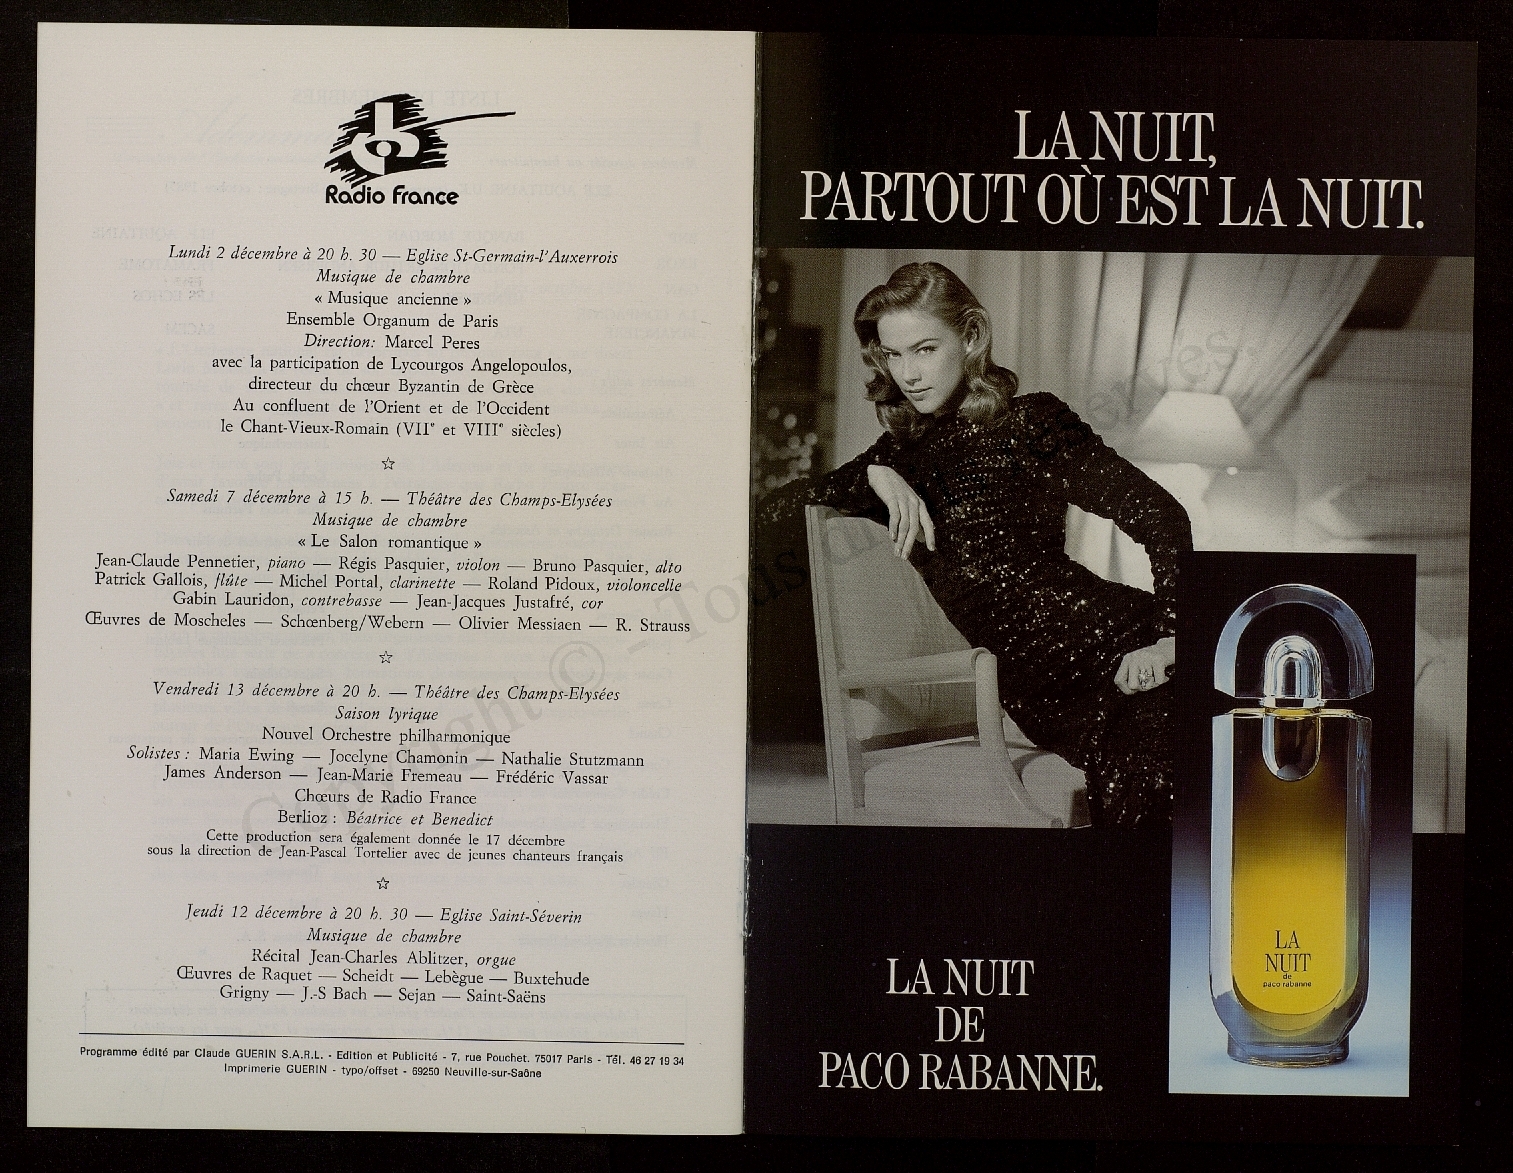 Radio France
Lundi 2 décembre à 20 h. 30 — Eglise St-Germain-l'Auxerrois
Musique de chambre
« Musique ancienne »
Ensemble Organum de Paris
Direction: Marcel Peres
avec la participation de Lycourgos Angelopoulos,
directeur du chœur Byzantin de Grèce
Au confluent de l'Orient et de l'Occident
le Chant-Vieux-Romain (VIIe et VIIIe siècles)
Samedi 7 décembre à 15 h. — Théâtre des Champs-Elysées
Musique de chambre
« Le Salon romantique »
Jean-Claude Pennetier, piano — Régis Pasquier, violon — Bruno Pasquier, alto
Patrick Gallois, flûte — Michel Portal, clarinette — Roland Pidoux, violoncelle
Gabin Lauridon, contrebasse — Jean-Jacques Justafré, cor
Œuvres de Moscheles — Schœnberg/Webern — Olivier Messiaen — R. Strauss
Vendredi 13 décembre à 20 h. — Théâtre des Champs-Elysées
Saison lyrique
Nouvel Orchestre philharmonique
Solistes : Maria Ewing — Jocelyne Chamonin — Nathalie Stutzmann
James Anderson — Jean-Marie Fremeau — Frédéric Vassar
Chœurs de Radio France
Berlioz : Béatrice et Benedict
Cette production sera également donnée le 17 décembre
sous la direction de Jean-Pascal Tortelier avec de jeunes chanteurs français
Jeudi 12 décembre à 20 h. 30 — Eglise Saint-Séverin
Musique de chambre
Récital Jean-Charles Ablitzer, orgue
Œuvres de Raquet — Scheidt — Lebègue — Buxtehude
Grigny — J.-S Bach — Sejan — Saint-Saëns
Programme édité par Claude GUERIN S.A.R.L. - Edition et Publicité - 7, rue Pouchet. 75017 Paris - Tél. 46 27 19 34
Imprimerie GUERIN - typo/offset - 69250 Neuville-sur-Saône
LA NUIT,
PARTOUT OÙ EST LA NUIT.
LA
NUIT
de
paco rabanne
LA NUIT
DE
PACO RABANNE.
Copyright © - Tous